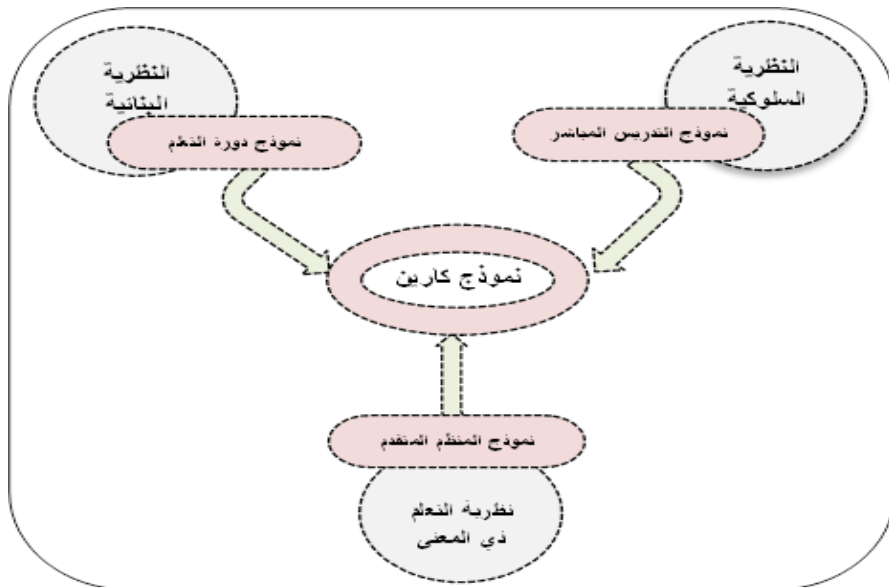 النظرية
السلوكية
نموذج التدريس المباشر
النظرية
البنائية
نموذج دورة التعلم
نموذج كارين
نموذج المنظم المتقدم
نظرية التعلم
ذي المعنى